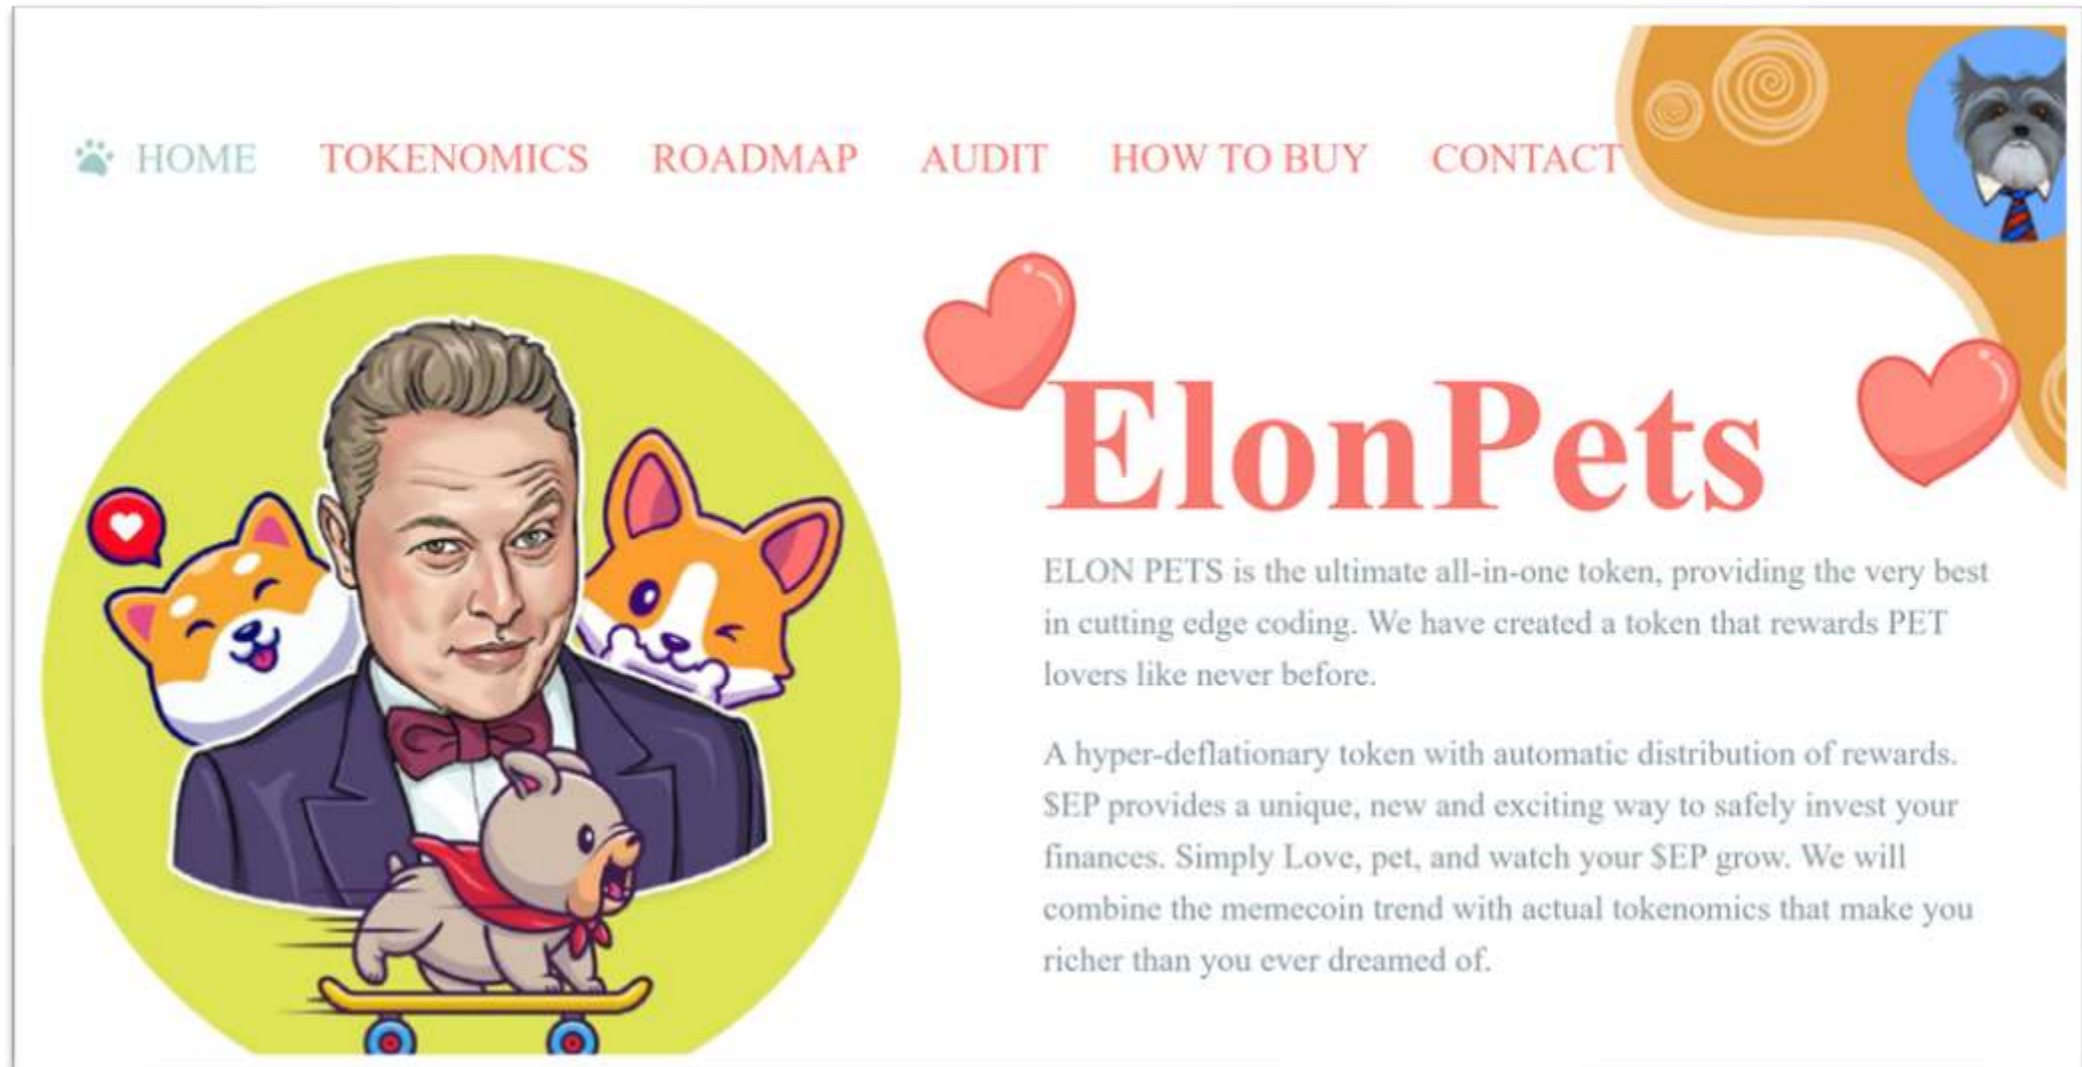 HOME TOKENOMICS ROADMAP AUDIT HOW TO BUY CONTACT
ElonPets
ELON PETS is the ultimate all-in-one token, providing the very best
in cutting edge coding. We have created a token that rewards PET
lovers like never before.
A hyper-deflationary token with automatic distribution of rewards.
$EP provides a unique, new and exciting way to safely invest your
finances. Simply Love, pet, and watch your $EP grow. We will
combine the memecoin trend with actual tokenomics that make you
richer than you ever dreamed of.